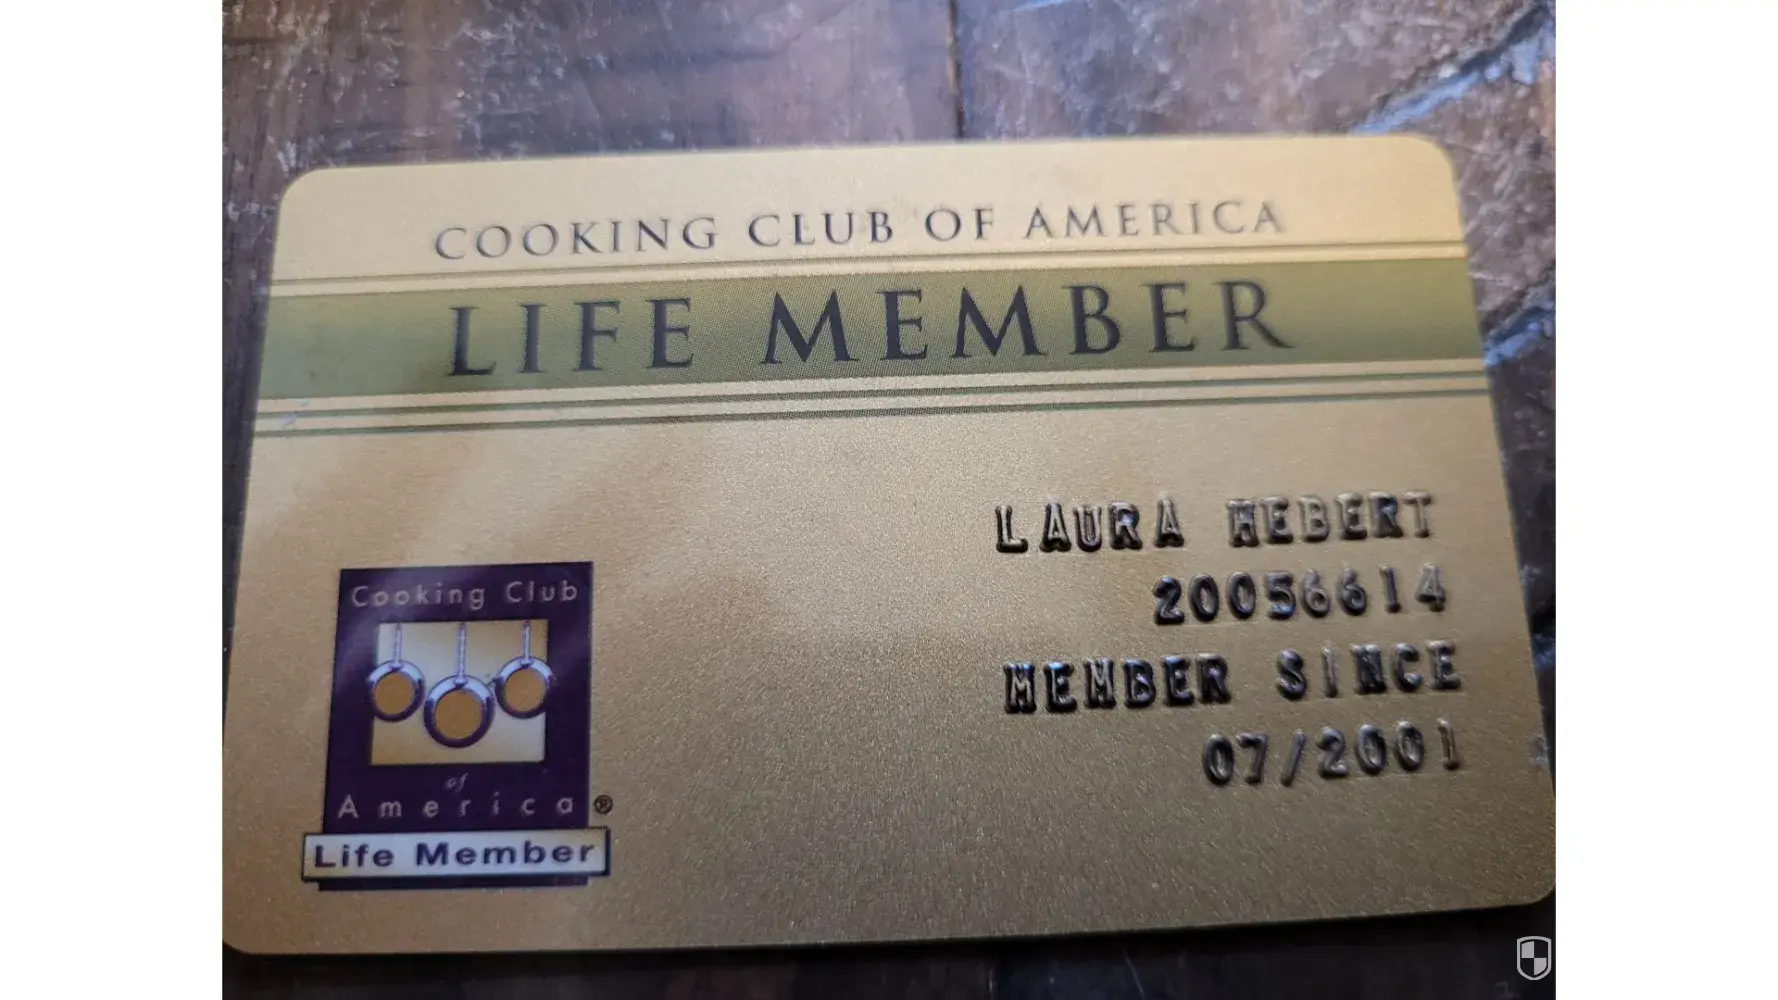 COOKING CLUB OF AMERICA
LIFE MEMBER
LAURA HEBERT
20056614
MEMBER SINCE
07/2001
Cooking Club
of
America®
Life Member